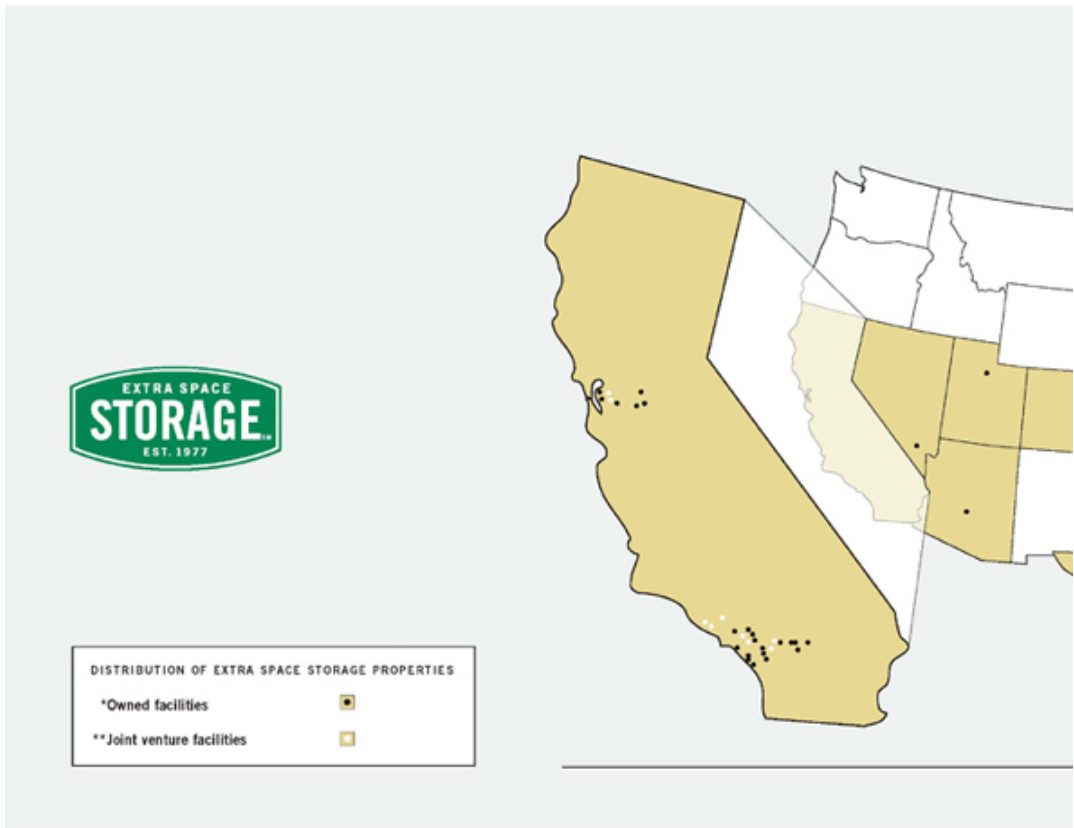 EXTRA SPACE
STORAGE
EST. 1977
DISTRIBUTION OF EXTRA SPACE STORAGE PROPERTIES
*Owned facilities
**Joint venture facilities